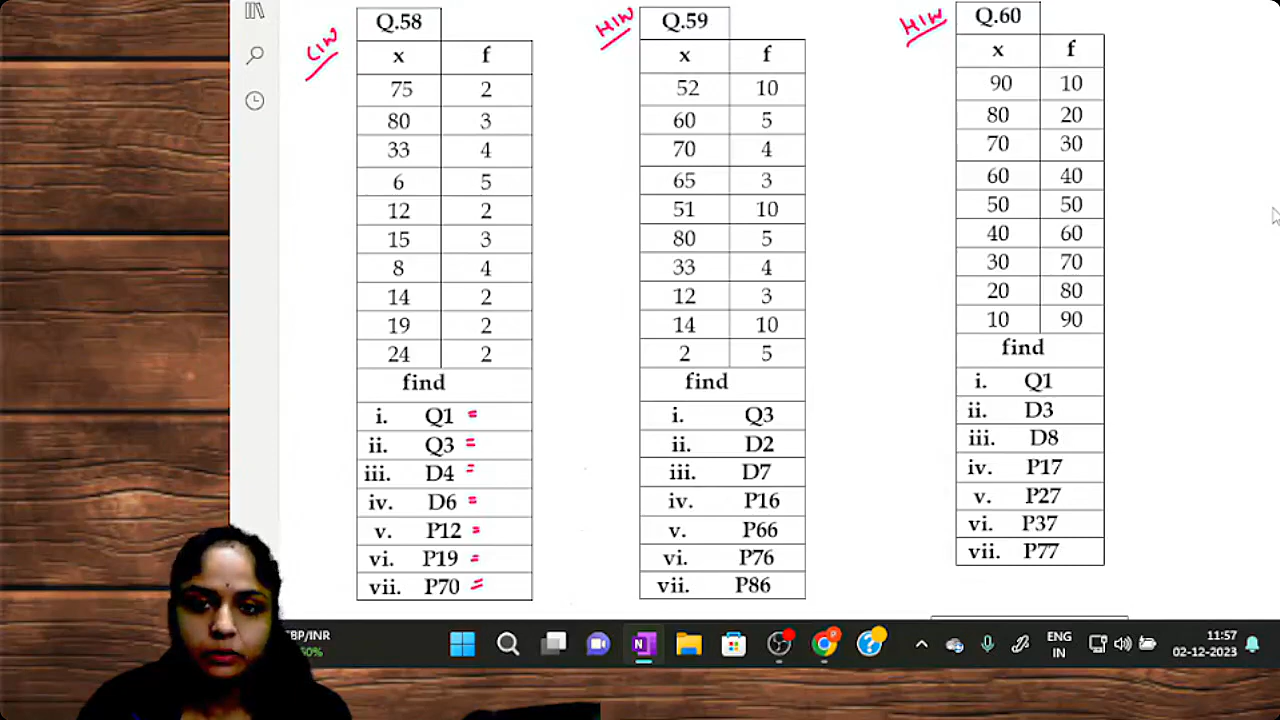 C/W
Q.58
x f
75 2
80 3
33 4
6 5
12 2
15 3
8 4
14 2
19 2
24 2
find
i. Q1 =
ii. Q3 =
iii. D4 =
iv. D6 =
v. P12 =
vi. P19 =
vii. P70 =
H/W
Q.59
x f
52 10
60 5
70 4
65 3
51 10
80 5
33 4
12 3
14 10
2 5
find
i. Q3
ii. D2
iii. D7
iv. P16
v. P66
vi. P76
vii. P86
H/W
Q.60
x f
90 10
80 20
70 30
60 40
50 50
40 60
30 70
20 80
10 90
find
i. Q1
ii. D3
iii. D8
iv. P17
v. P27
vi. P37
vii. P77
BP/INR
ENG
IN
11:57
02-12-2023